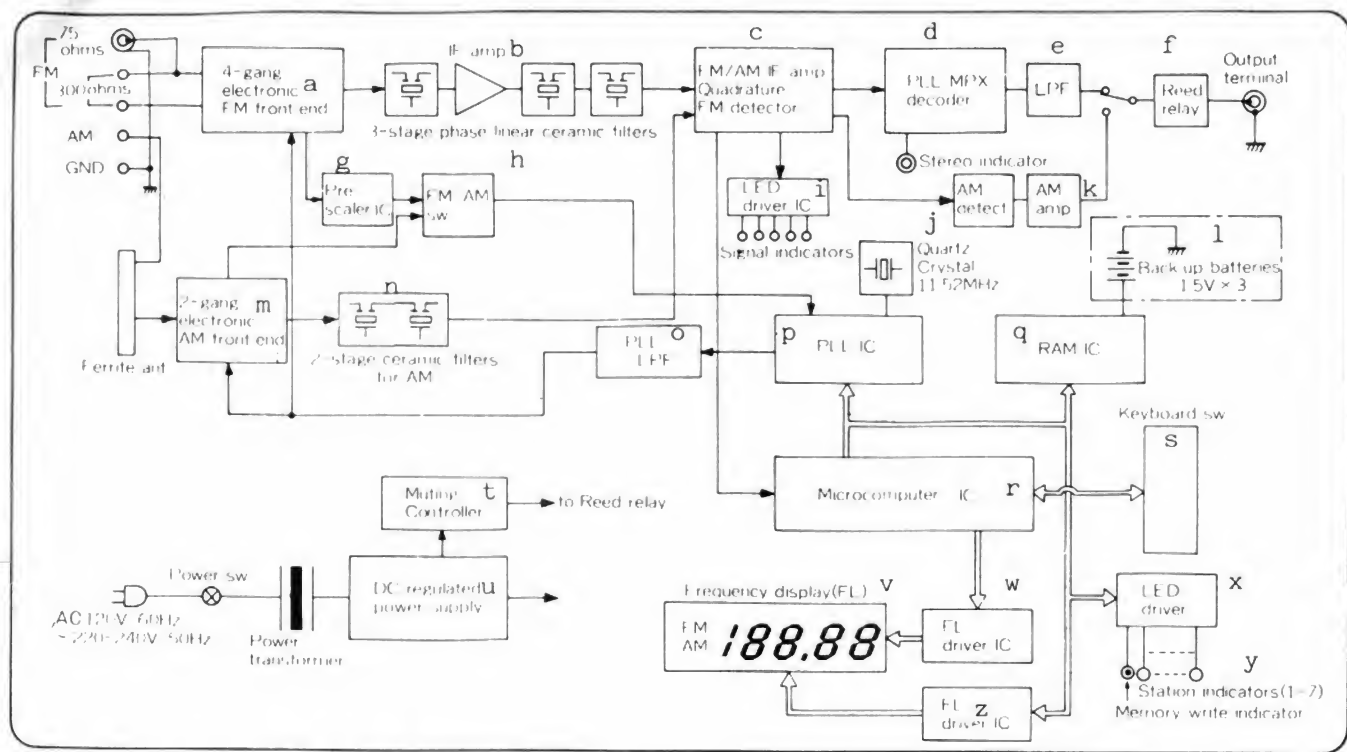 75
ohms
FM
300ohms
AM
GND
4-gang
electronic
FM front end
a
IF amp
b
3-stage phase linear ceramic filters
c
FM/AM IF amp
Quadrature
FM detector
d
PLL MPX
decoder
Stereo indicator
e
LPF
f
Reed
relay
Output
terminal
g
Pre
scaler IC
h
FM AM
sw
i
LED
driver IC
Signal indicators
AM
detect
j
AM
amp
k
Quartz
Crystal
11.52MHz
l
Back up batteries
1.5V × 3
Ferrite ant
2-gang
electronic
AM front end
m
n
2-stage ceramic filters
for AM
PLL
LPF
o
p
PLL IC
q
RAM IC
Keyboard sw
s
Microcomputer IC
r
Muting
Controller
t
to Reed relay
Power sw
AC 120V 60Hz
~ 220-240V 50Hz
Power
transformer
DC regulated
power supply
u
Frequency display(FL)
v
FM
AM
188.88
w
FL
driver IC
FL
driver IC
z
LED
driver
x
y
Station indicators(1-7)
Memory write indicator